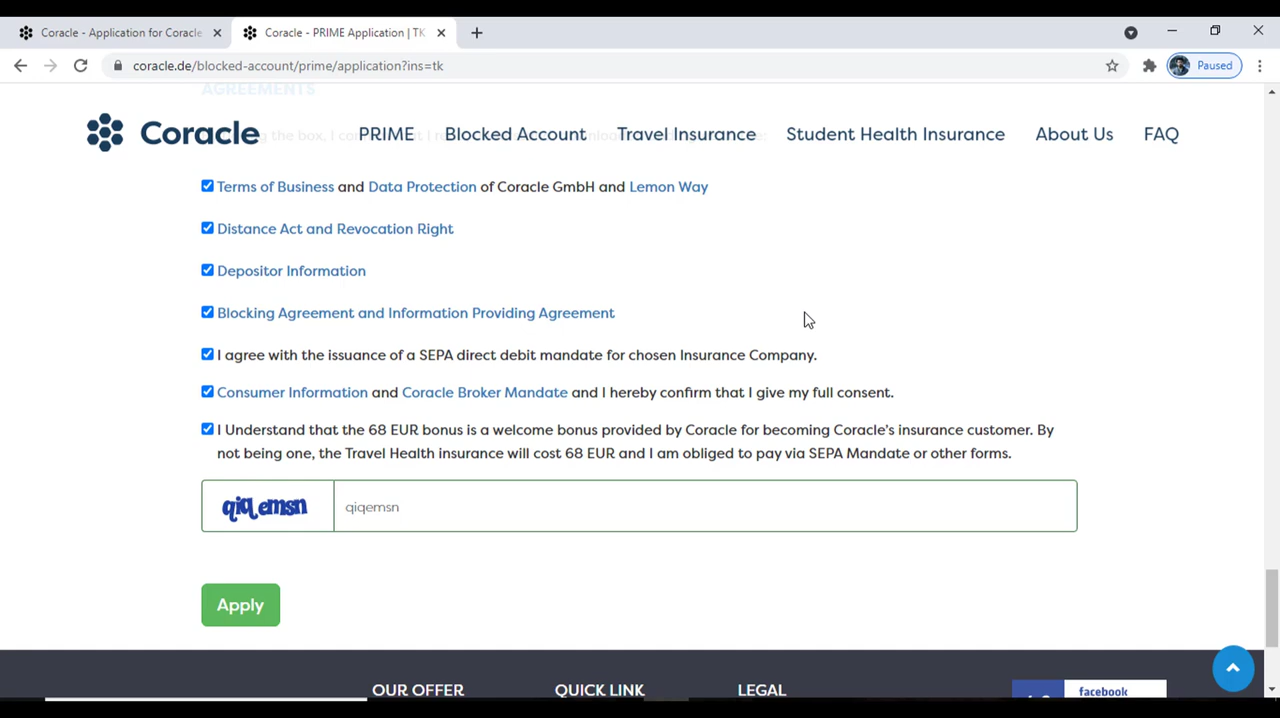 Coracle - Application for Coracle
Coracle - PRIME Application | TK
coracle.de/blocked-account/prime/application?ins=tk
Paused
AGREEMENTS
Coracle
PRIME
Blocked Account
Travel Insurance
Student Health Insurance
About Us
FAQ
Terms of Business and Data Protection of Coracle GmbH and Lemon Way
Distance Act and Revocation Right
Depositor Information
Blocking Agreement and Information Providing Agreement
I agree with the issuance of a SEPA direct debit mandate for chosen Insurance Company.
Consumer Information and Coracle Broker Mandate and I hereby confirm that I give my full consent.
I Understand that the 68 EUR bonus is a welcome bonus provided by Coracle for becoming Coracle's insurance customer. By
not being one, the Travel Health insurance will cost 68 EUR and I am obliged to pay via SEPA Mandate or other forms.
qiqemsn
qiqemsn
Apply
OUR OFFER
QUICK LINK
LEGAL
facebook